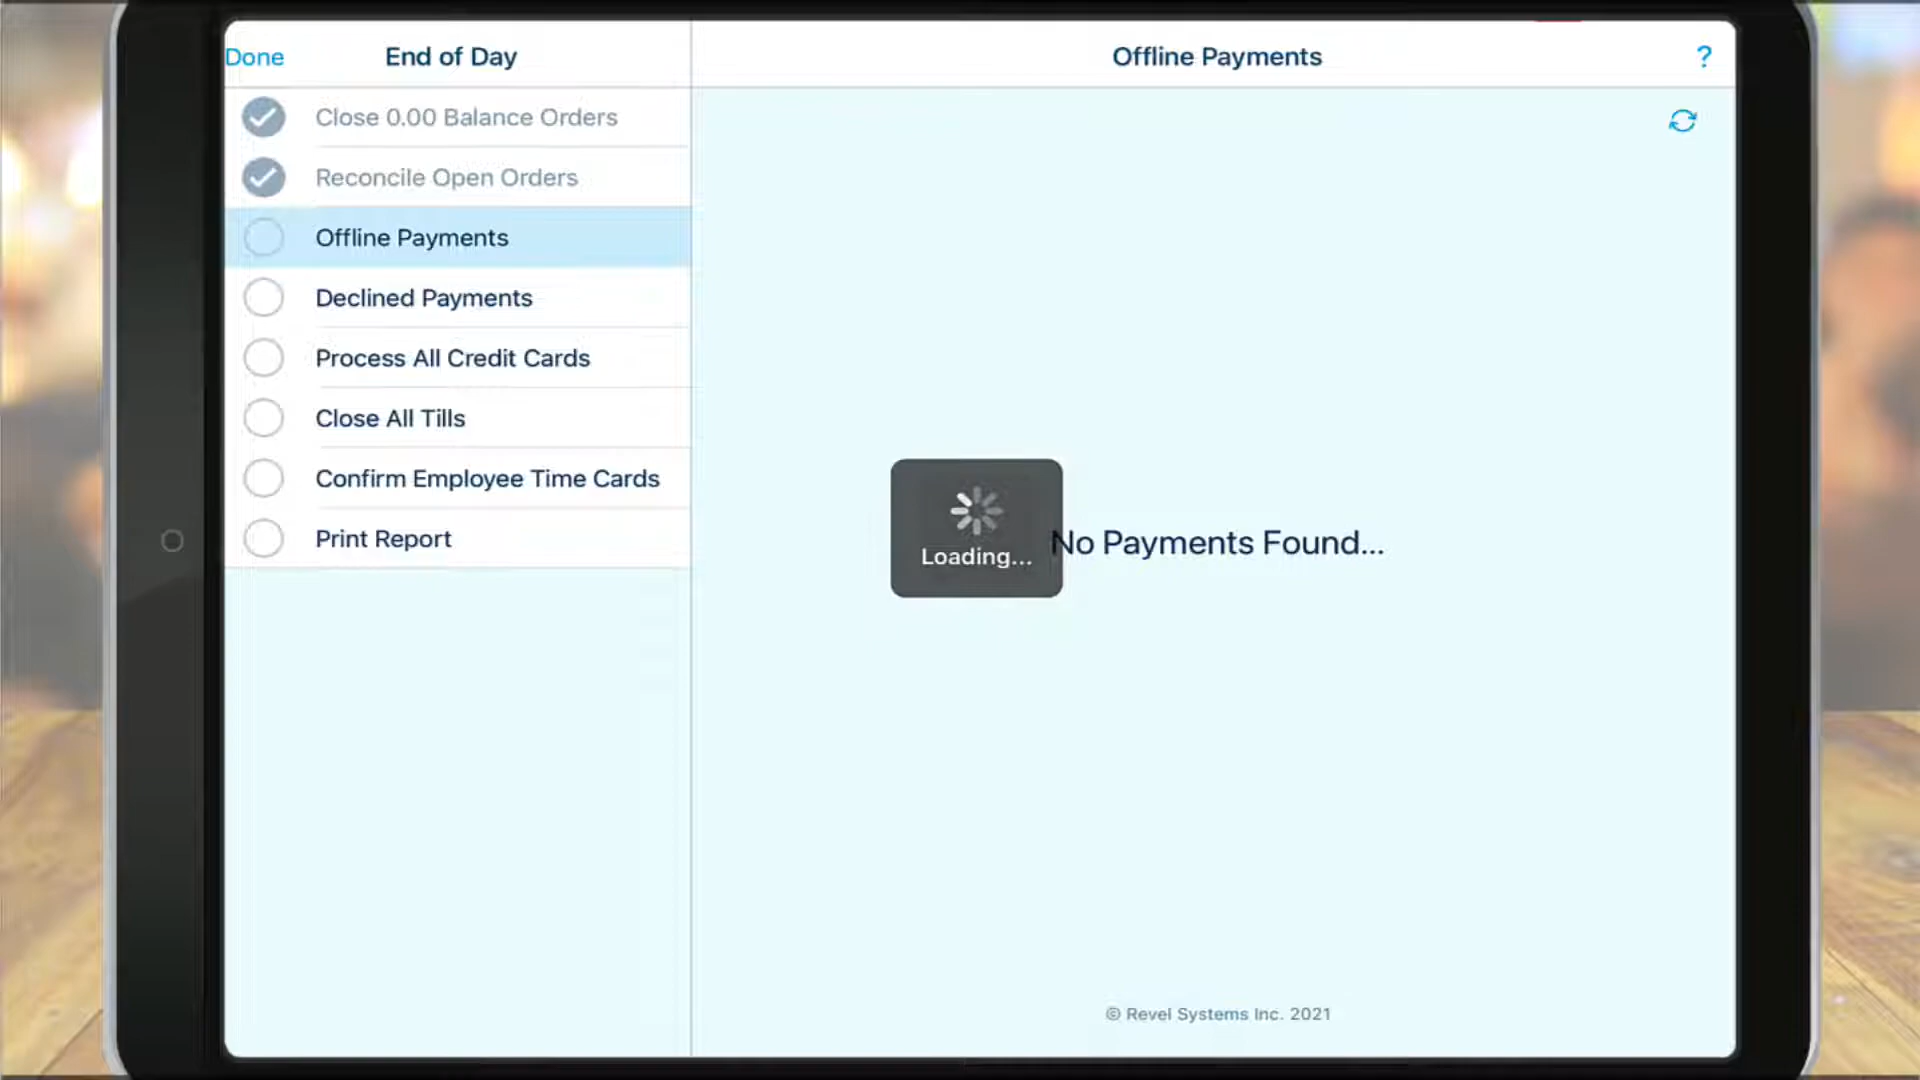 Done
End of Day
Close 0.00 Balance Orders
Reconcile Open Orders
Offline Payments
Declined Payments
Process All Credit Cards
Close All Tills
Confirm Employee Time Cards
Print Report
Offline Payments
?
Loading...
No Payments Found...
© Revel Systems Inc. 2021